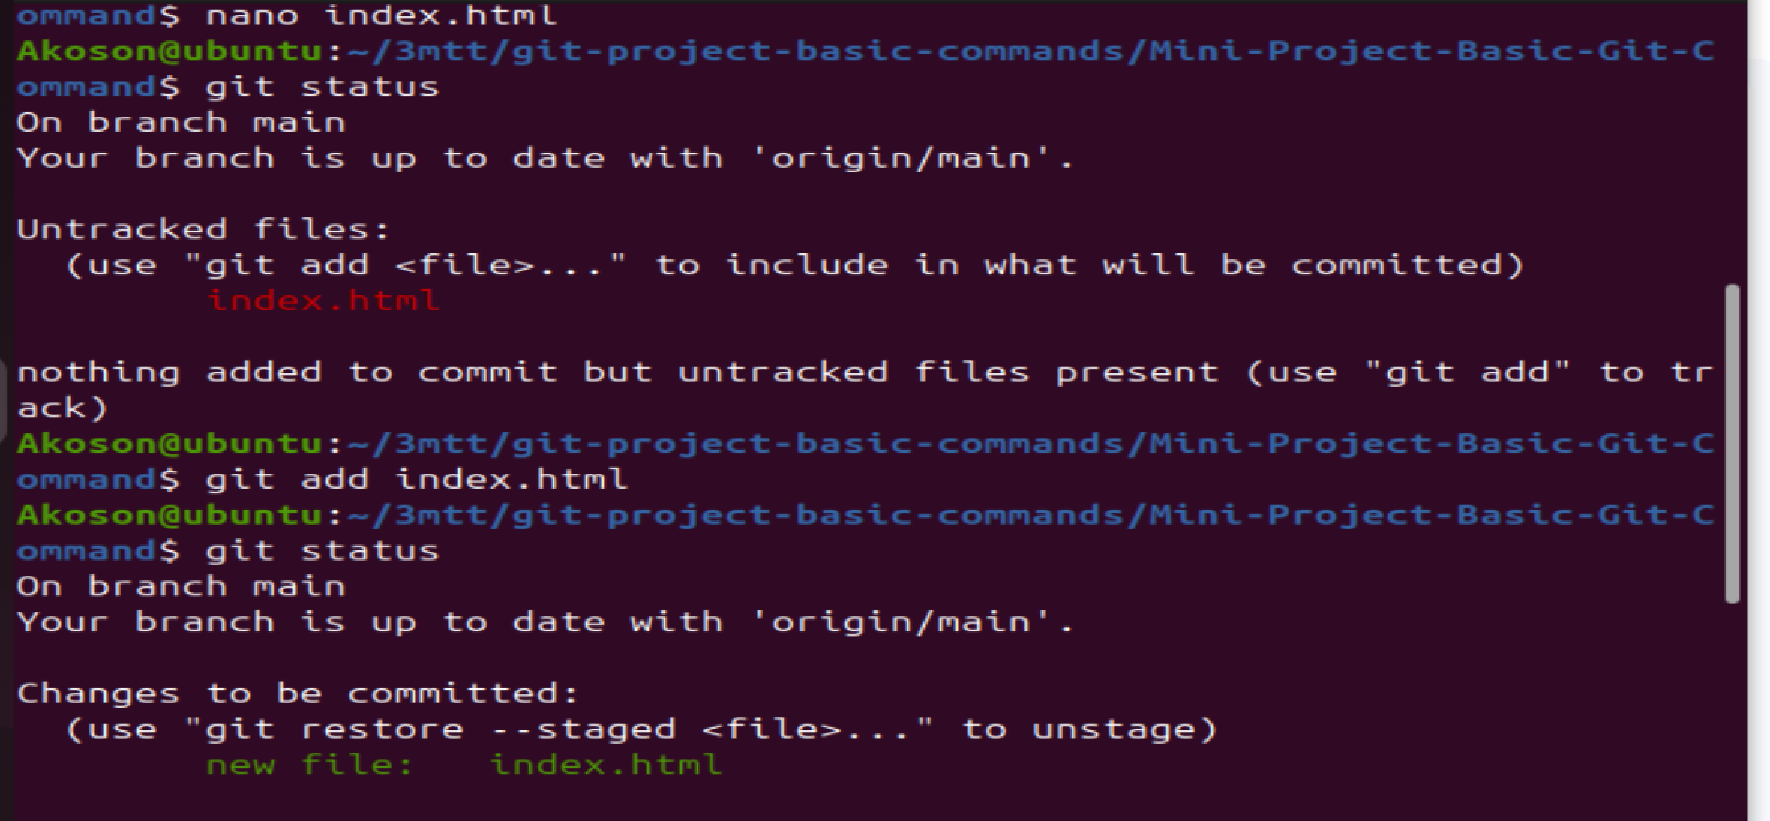 ommand$ nano index.html
Akoson@ubuntu:~/3mtt/git-project-basic-commands/Mini-Project-Basic-Git-C
ommand$ git status
On branch main
Your branch is up to date with 'origin/main'.
Untracked files:
  (use "git add <file>..." to include in what will be committed)
        index.html
nothing added to commit but untracked files present (use "git add" to tr
ack)
Akoson@ubuntu:~/3mtt/git-project-basic-commands/Mini-Project-Basic-Git-C
ommand$ git add index.html
Akoson@ubuntu:~/3mtt/git-project-basic-commands/Mini-Project-Basic-Git-C
ommand$ git status
On branch main
Your branch is up to date with 'origin/main'.
Changes to be committed:
  (use "git restore --staged <file>..." to unstage)
        new file:   index.html